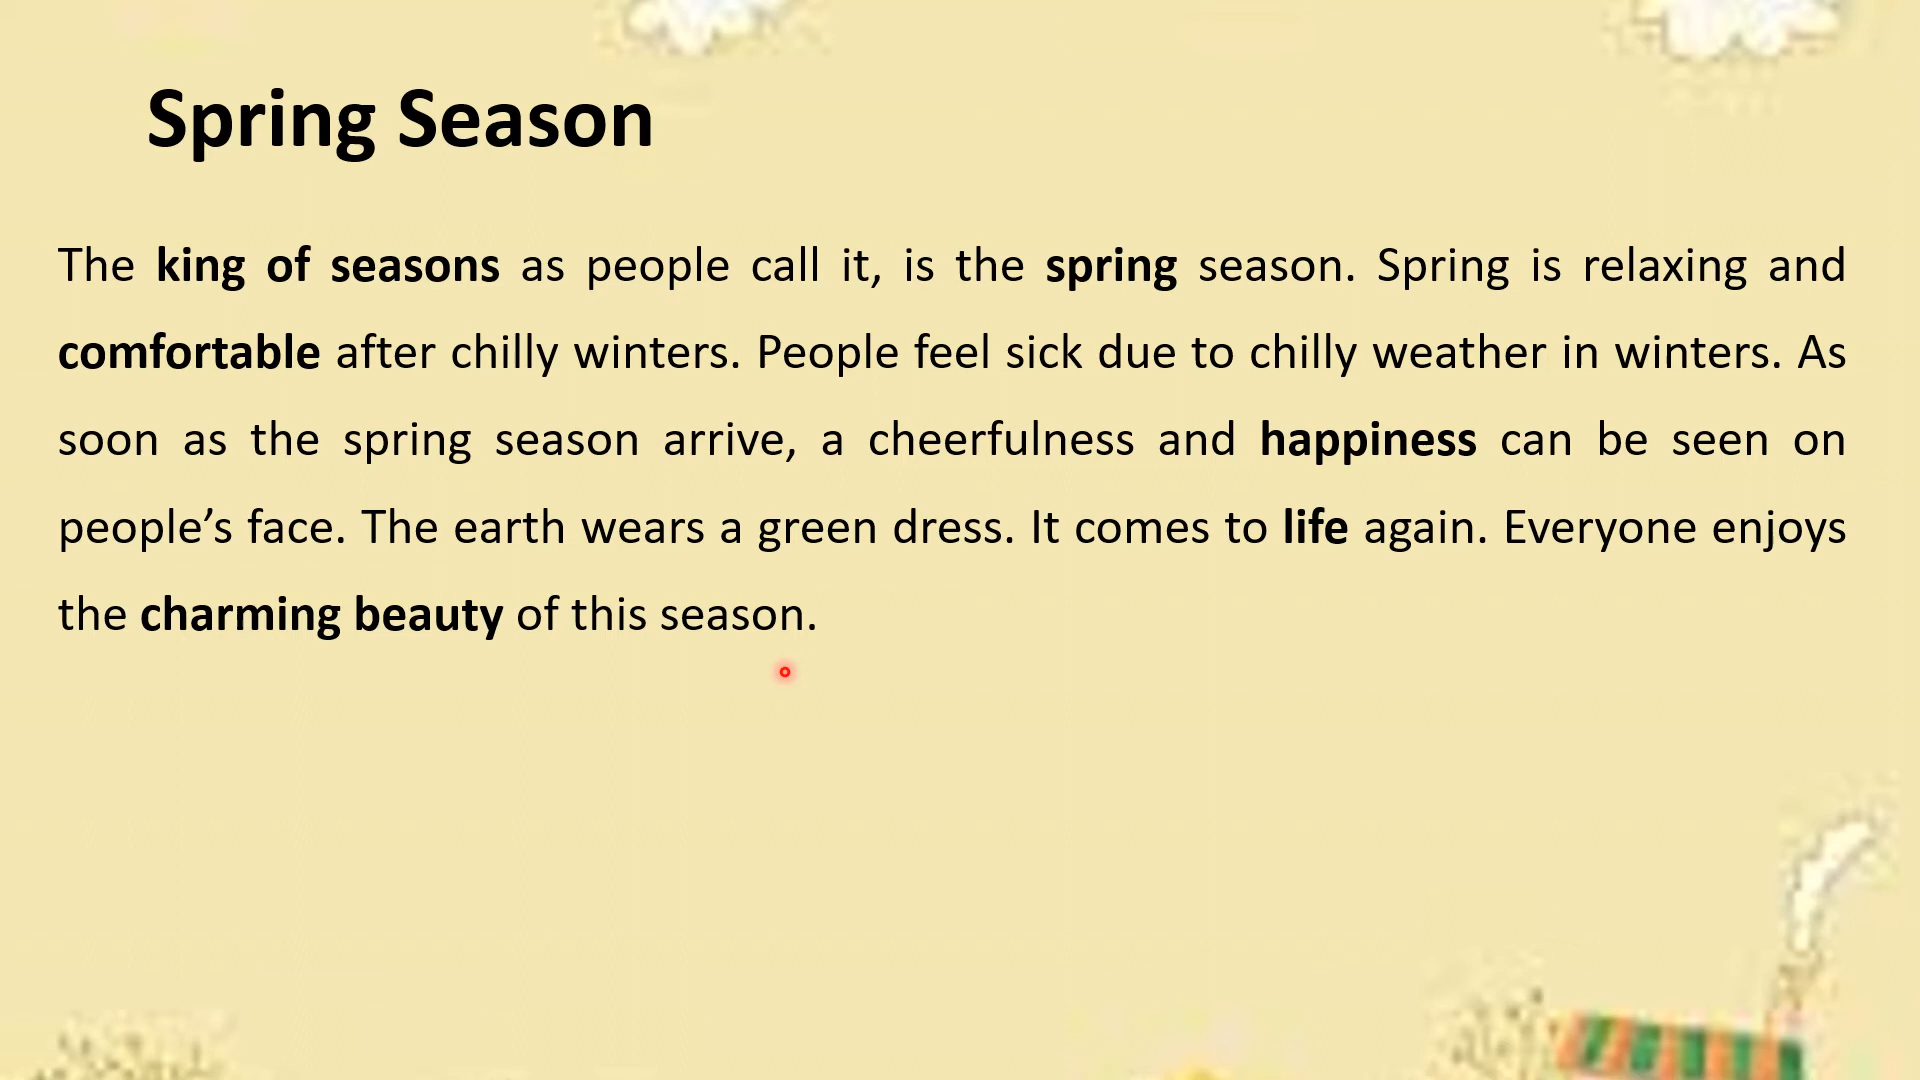 Spring Season
The king of seasons as people call it, is the spring season. Spring is relaxing and
comfortable after chilly winters. People feel sick due to chilly weather in winters. As
soon as the spring season arrive, a cheerfulness and happiness can be seen on
people’s face. The earth wears a green dress. It comes to life again. Everyone enjoys
the charming beauty of this season.